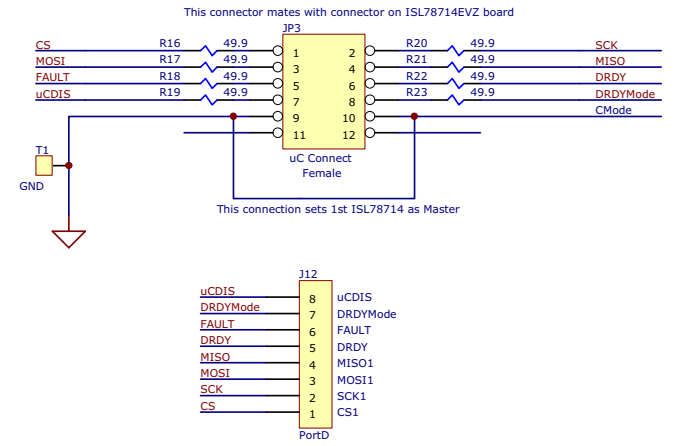 This connector mates with connector on ISL78714EVZ board
JP3
CS R16 49.9 1 2 R20 49.9 SCK
MOSI R17 49.9 3 4 R21 49.9 MISO
FAULT R18 49.9 5 6 R22 49.9 DRDY
uCDIS R19 49.9 7 8 R23 49.9 DRDYMode
9 10 CMode
11 12
T1
GND
uC Connect
Female
This connection sets 1st ISL78714 as Master
J12
uCDIS 8 uCDIS
DRDYMode 7 DRDYMode
FAULT 6 FAULT
DRDY 5 DRDY
MISO 4 MISO1
MOSI 3 MOSI1
SCK 2 SCK1
CS 1 CS1
PortD